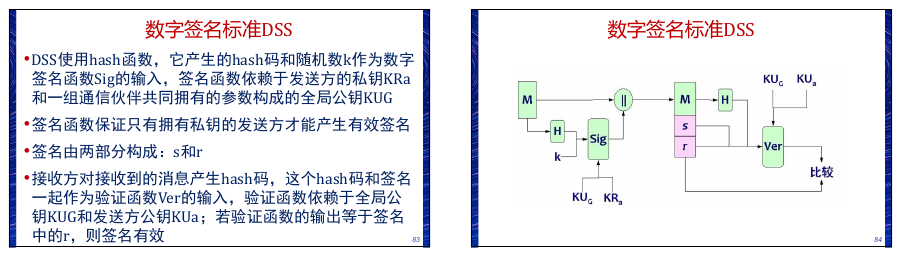 数字签名标准DSS
•DSS使用hash函数，它产生的hash码和随机数k作为数字
签名函数Sig的输入，签名函数依赖于发送方的私钥KRa
和一组通信伙伴共同拥有的参数构成的全局公钥KUG
•签名函数保证只有拥有私钥的发送方才能产生有效签名
•签名由两部分构成：s和r
•接收方对接收到的消息产生hash码，这个hash码和签名
一起作为验证函数Ver的输入，验证函数依赖于全局公
钥KUG和发送方公钥KUa；若验证函数的输出等于签名
中的r，则签名有效
83
数字签名标准DSS
KUG KUa
M
||
M
H
s
H
Sig
r
Ver
k
比较
KUG KRa
84